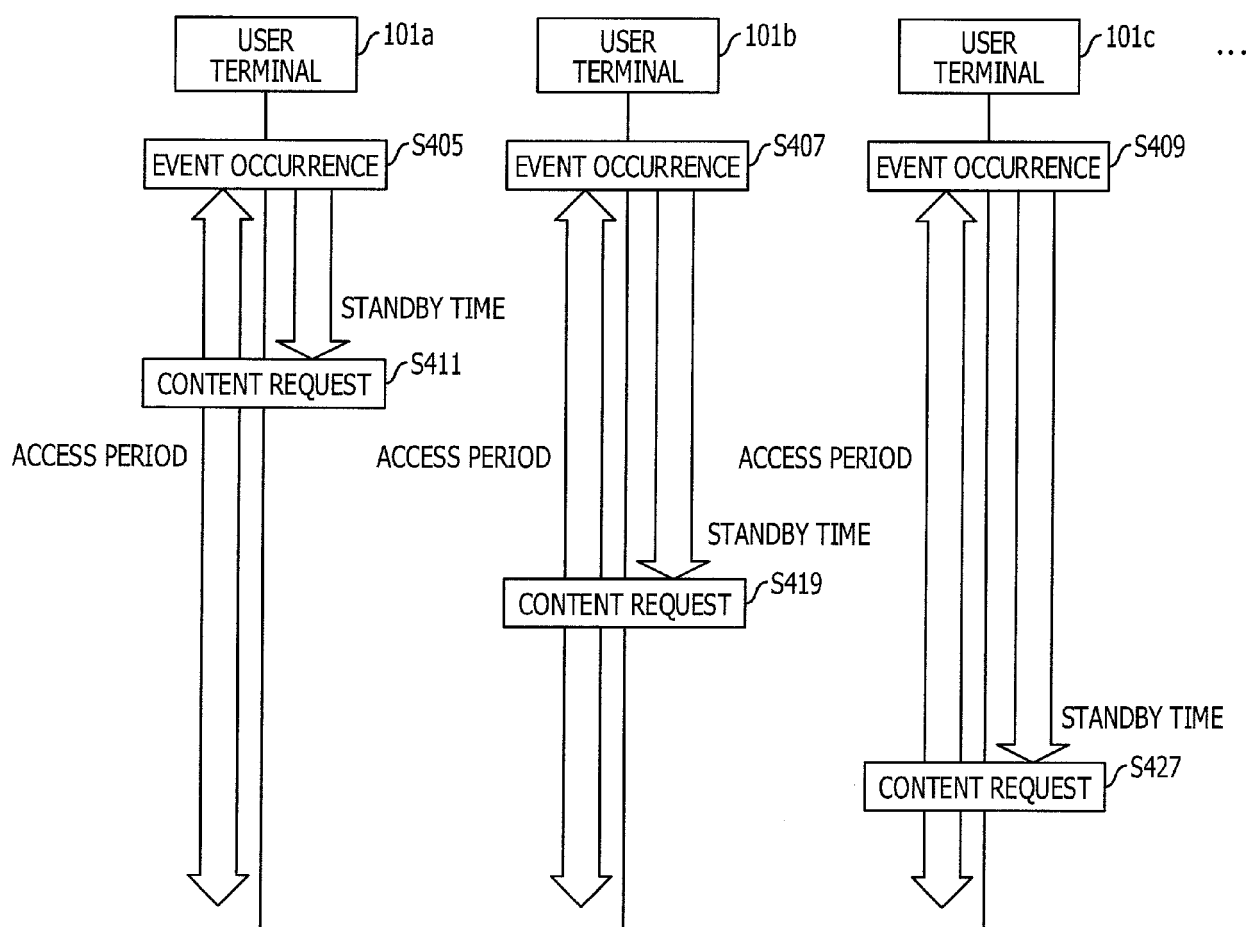 USER
TERMINAL
101a
USER
TERMINAL
101b
USER
TERMINAL
101c
...
EVENT OCCURRENCE
S405
EVENT OCCURRENCE
S407
EVENT OCCURRENCE
S409
STANDBY TIME
CONTENT REQUEST
S411
ACCESS PERIOD
ACCESS PERIOD
ACCESS PERIOD
STANDBY TIME
CONTENT REQUEST
S419
STANDBY TIME
CONTENT REQUEST
S427